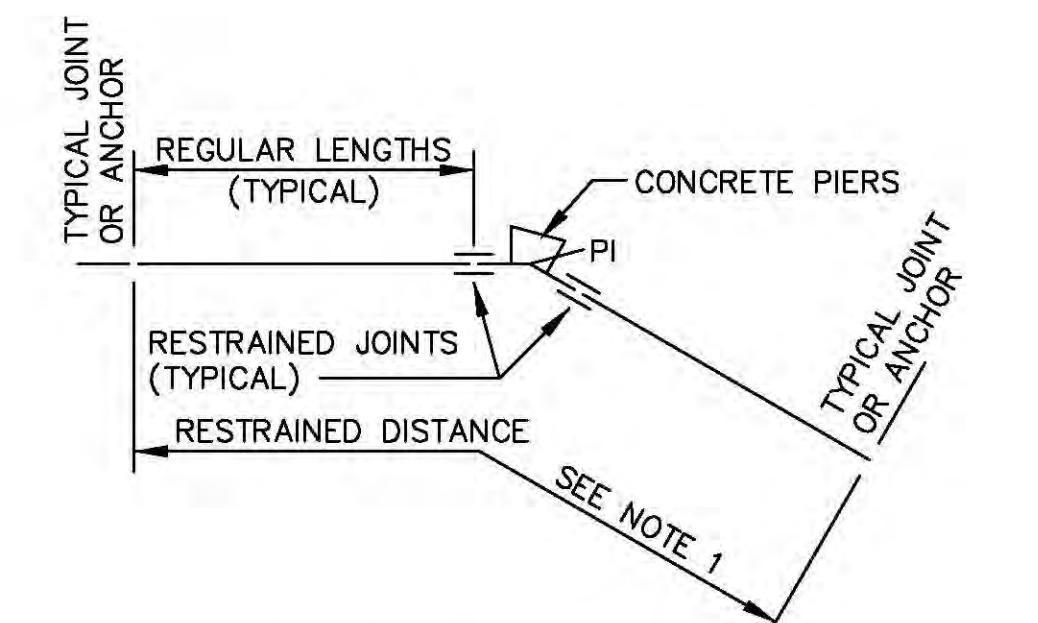 TYPICAL JOINT
OR ANCHOR
REGULAR LENGTHS
(TYPICAL)
CONCRETE PIERS
PI
TYPICAL JOINT
OR ANCHOR
RESTRAINED JOINTS
(TYPICAL)
RESTRAINED DISTANCE
SEE NOTE 1